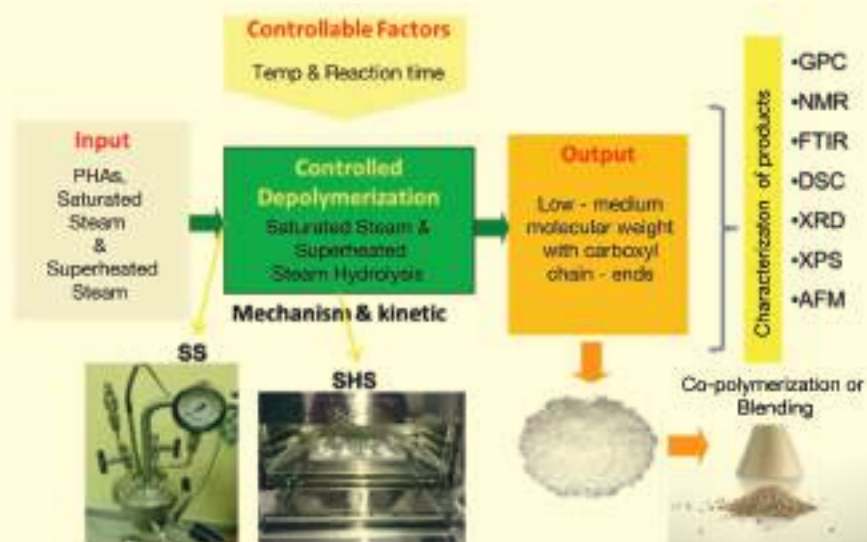 Controllable Factors
Temp & Reaction time
Input
PHAs,
Saturated
Steam
&
Superheated
Steam
Controlled
Depolymerization
Saturated Steam &
Superheated
Steam Hydrolysis
Mechanism & kinetic
Output
Low - medium
molecular weight
with carboxyl
chain - ends
Characterization of products
•GPC
•NMR
•FTIR
•DSC
•XRD
•XPS
•AFM
SS
SHS
Co-polymerization or
Blending